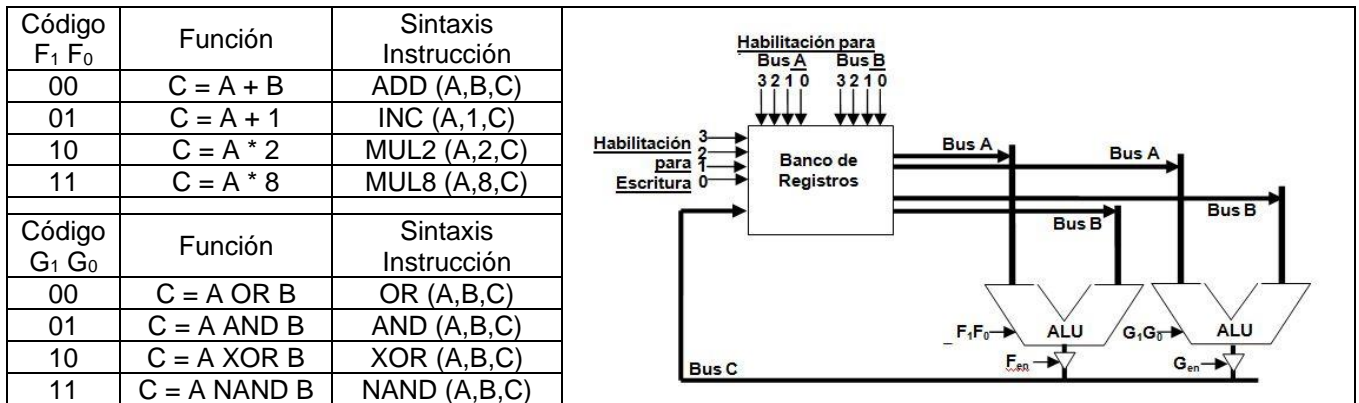 Código F₁ F₀ Función Sintaxis Instrucción
00 C = A + B ADD (A,B,C)
01 C = A + 1 INC (A,1,C)
10 C = A * 2 MUL2 (A,2,C)
11 C = A * 8 MUL8 (A,8,C)
Código G₁ G₀ Función Sintaxis Instrucción
00 C = A OR B OR (A,B,C)
01 C = A AND B AND (A,B,C)
10 C = A XOR B XOR (A,B,C)
11 C = A NAND B NAND (A,B,C)
Habilitación para
Bus A Bus B
3 2 1 0 3 2 1 0
Habilitación 3
2
para 1
Escritura 0
Banco de
Registros
Bus A
Bus A
Bus B
Bus B
_ F₁F₀ ALU G₁G₀ ALU
Fen Gen
Bus C